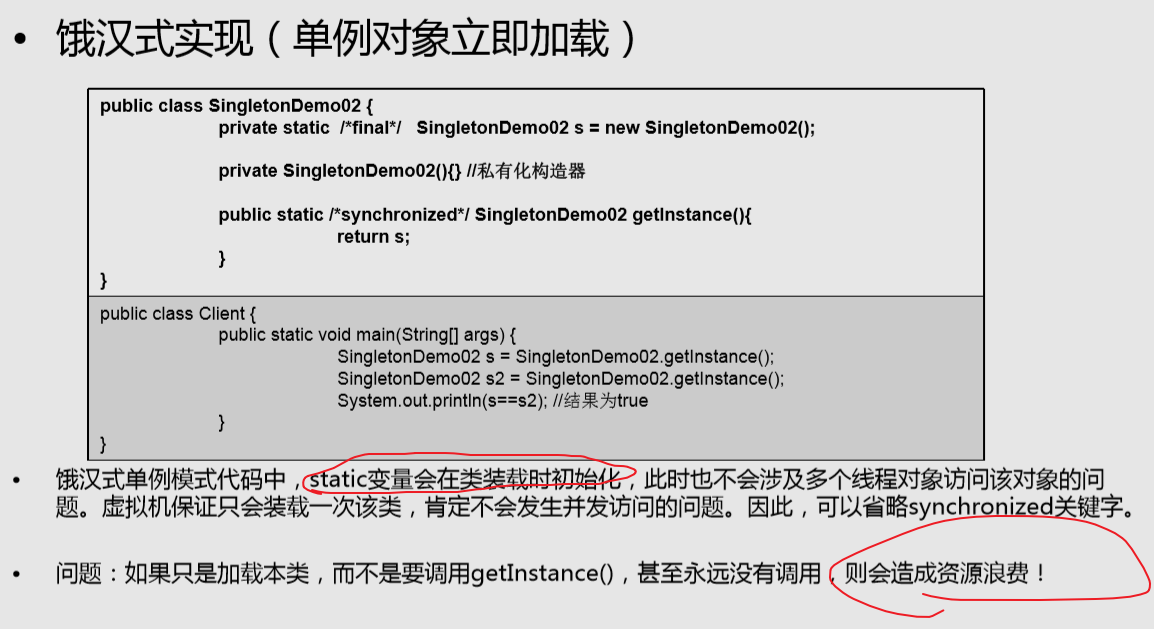 • 饿汉式实现（单例对象立即加载）
public class SingletonDemo02 {
private static /*final*/ SingletonDemo02 s = new SingletonDemo02();
private SingletonDemo02(){} //私有化构造器
public static /*synchronized*/ SingletonDemo02 getInstance(){
return s;
}
}
public class Client {
public static void main(String[] args) {
SingletonDemo02 s = SingletonDemo02.getInstance();
SingletonDemo02 s2 = SingletonDemo02.getInstance();
System.out.println(s==s2); //结果为true
}
}
• 饿汉式单例模式代码中，static变量会在类装载时初始化，此时也不会涉及多个线程对象访问该对象的问
题。虚拟机保证只会装载一次该类，肯定不会发生并发访问的问题。因此，可以省略synchronized关键字。
• 问题：如果只是加载本类，而不是要调用getInstance()，甚至永远没有调用，则会造成资源浪费！